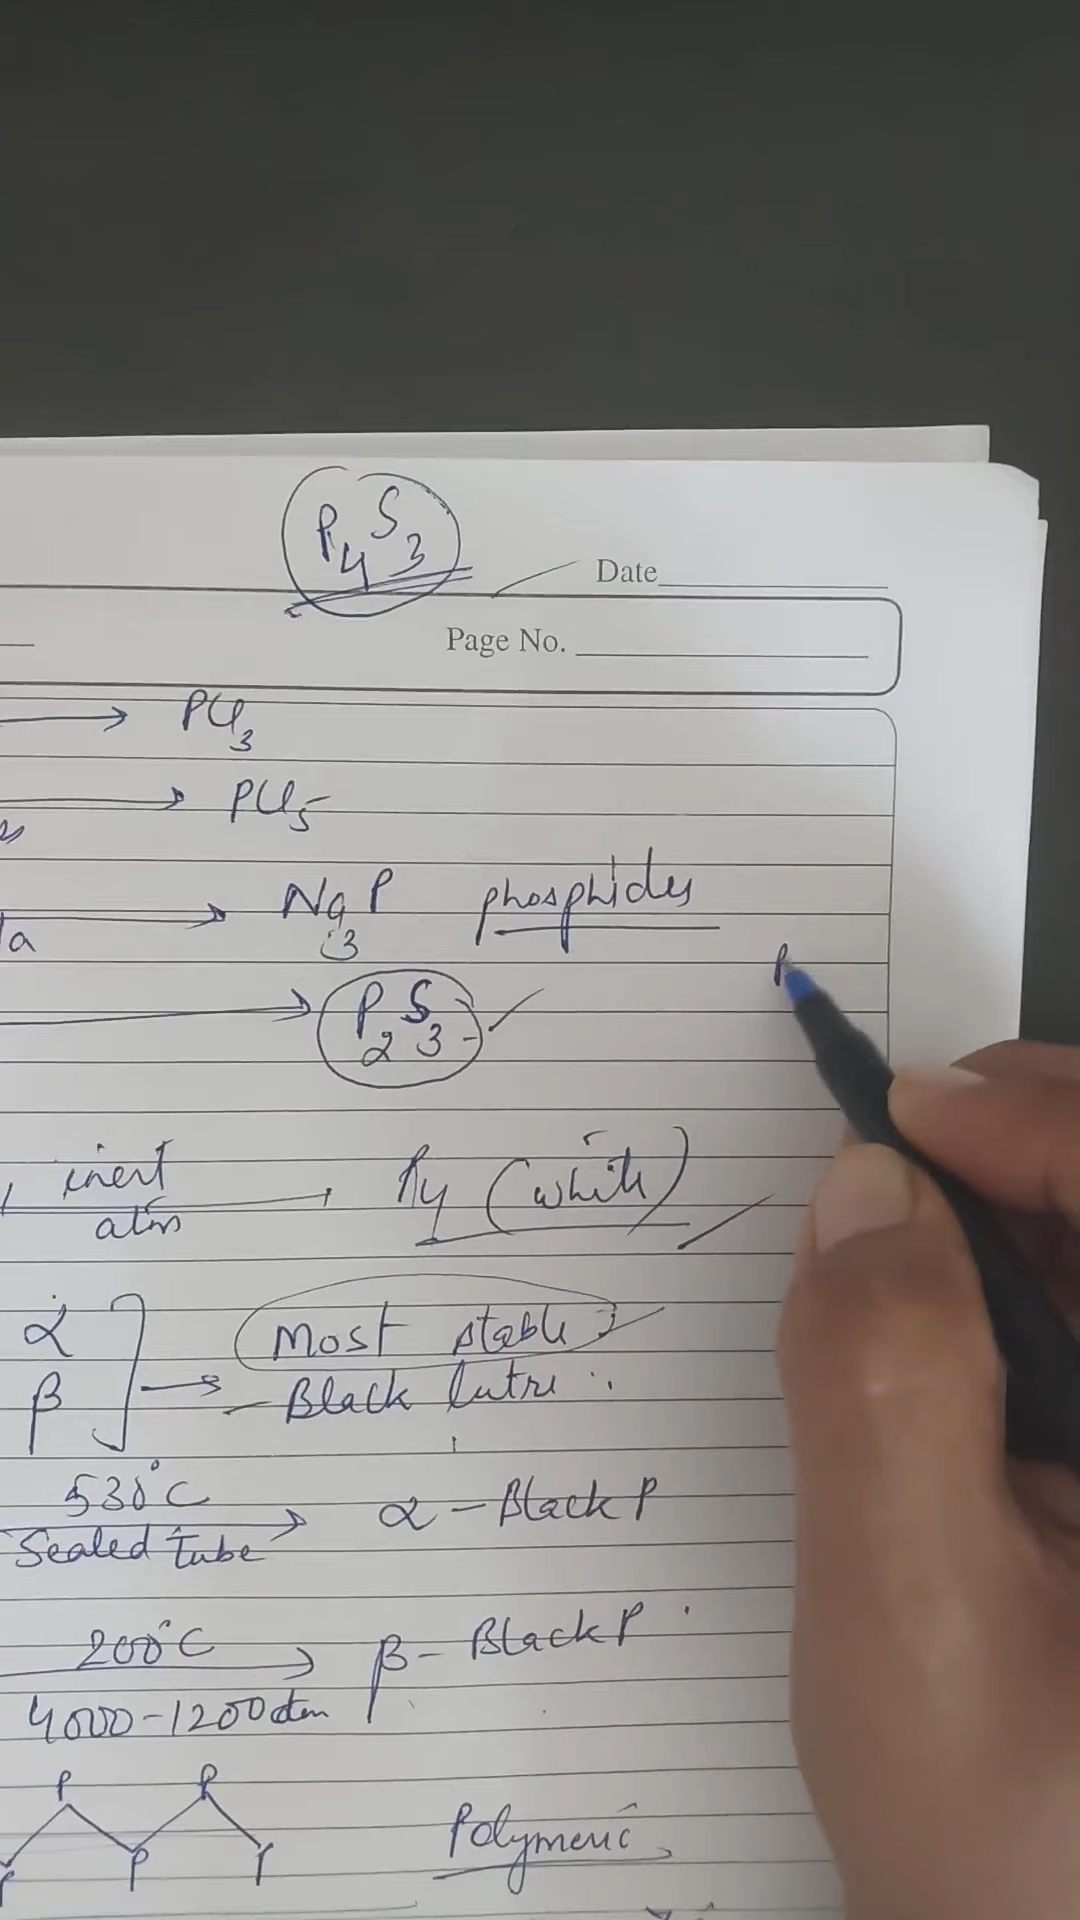 P4S3
Date
Page No.
PCl3
PCl5
Na3P phosphides
a
P
P2S3
inert
atm
P4 (white)
α
Most stable
β
- Black lutre
530°C
Sealed tube
α - Black P
200°C
β - Black P
4000-1200 atm
P P
P P P
Polymeric